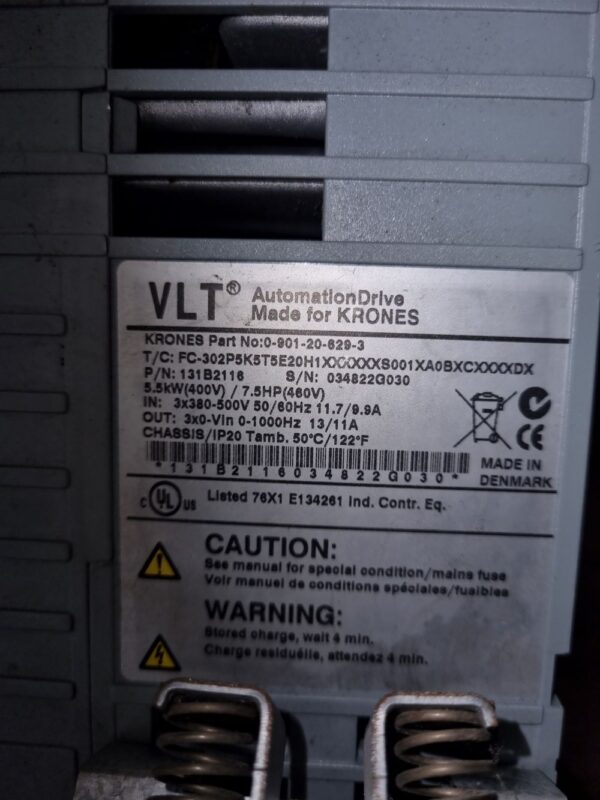 VLT® AutomationDrive
Made for KRONES
KRONES Part No:0-901-20-629-3
T/C: FC-302P5K5T5E20H1XXXXXXS001XA0BXCXXXXDX
P/N: 131B2116 S/N: 034822G030
5.5kW(400V) / 7.5HP(460V)
IN: 3x380-500V 50/60Hz 11.7/9.9A
OUT: 3x0-Vin 0-1000Hz 13/11A
CHASSIS/IP20 Tamb. 50°C/122°F
*131B2116034822G030*
MADE IN
DENMARK
c UL us Listed 76X1 E134261 Ind. Contr. Eq.
CAUTION:
See manual for special condition/mains fuse
Voir manuel de conditions spéciales/fusibles
WARNING:
Stored charge, wait 4 min.
Charge residuélle, attendez 4 min.